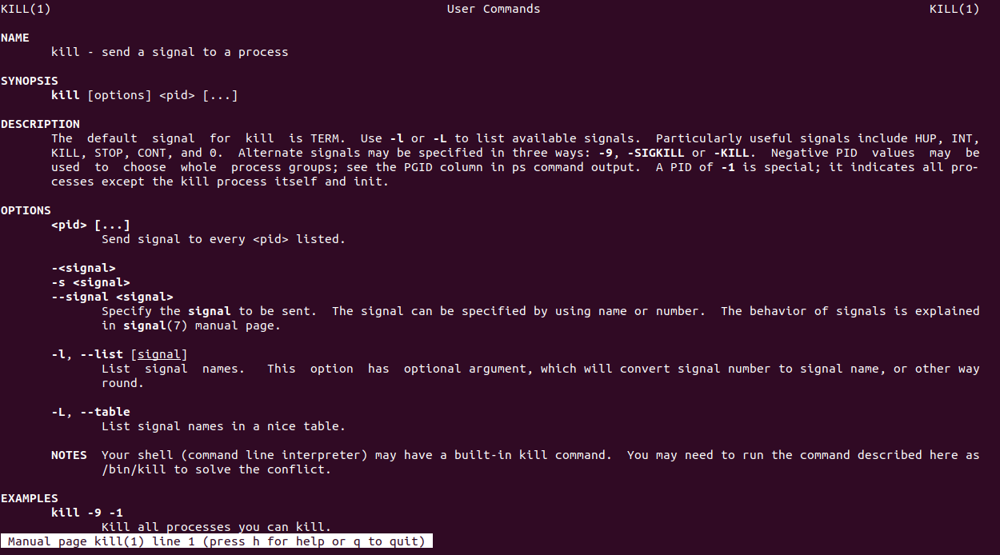 KILL(1) User Commands KILL(1)
NAME
kill - send a signal to a process
SYNOPSIS
kill [options] <pid> [...]
DESCRIPTION
The default signal for kill is TERM. Use -l or -L to list available signals. Particularly useful signals include HUP, INT,
KILL, STOP, CONT, and 0. Alternate signals may be specified in three ways: -9, -SIGKILL or -KILL. Negative PID values may be
used to choose whole process groups; see the PGID column in ps command output. A PID of -1 is special; it indicates all pro-
cesses except the kill process itself and init.
OPTIONS
<pid> [...]
Send signal to every <pid> listed.
-<signal>
-s <signal>
--signal <signal>
Specify the signal to be sent. The signal can be specified by using name or number. The behavior of signals is explained
in signal(7) manual page.
-l, --list [signal]
List signal names. This option has optional argument, which will convert signal number to signal name, or other way
round.
-L, --table
List signal names in a nice table.
NOTES Your shell (command line interpreter) may have a built-in kill command. You may need to run the command described here as
/bin/kill to solve the conflict.
EXAMPLES
kill -9 -1
Kill all processes you can kill.
Manual page kill(1) line 1 (press h for help or q to quit)